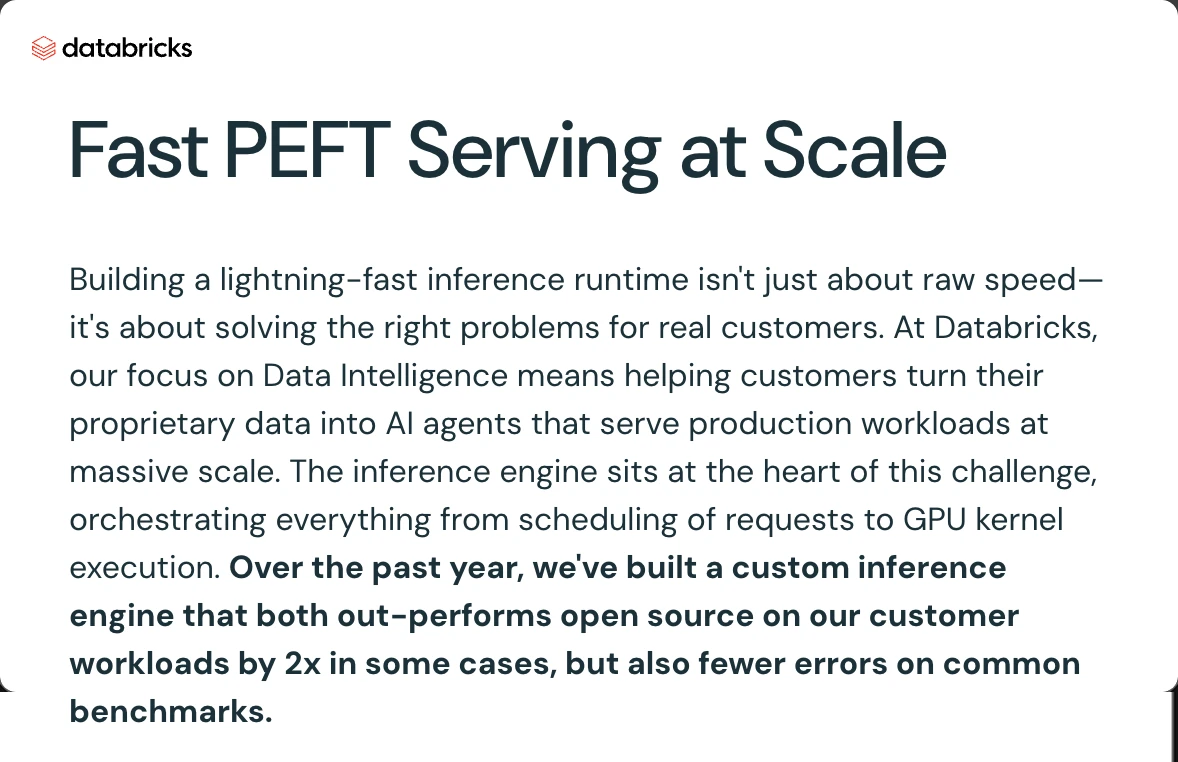 databricks
Fast PEFT Serving at Scale
Building a lightning-fast inference runtime isn't just about raw speed—
it's about solving the right problems for real customers. At Databricks,
our focus on Data Intelligence means helping customers turn their
proprietary data into AI agents that serve production workloads at
massive scale. The inference engine sits at the heart of this challenge,
orchestrating everything from scheduling of requests to GPU kernel
execution. Over the past year, we've built a custom inference
engine that both out-performs open source on our customer
workloads by 2x in some cases, but also fewer errors on common
benchmarks.